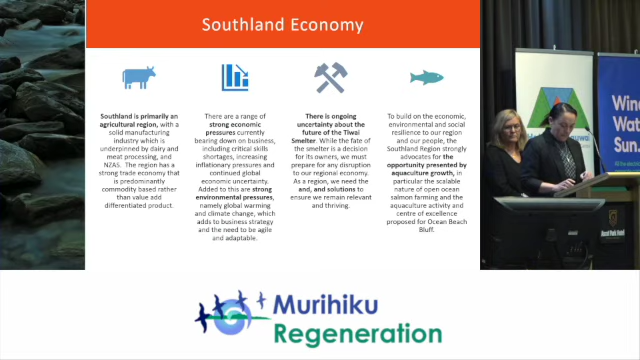 Southland Economy
Southland is primarily an
agricultural region, with a
solid manufacturing
industry which is
underpinned by dairy and
meat processing, and
NZAS. The region has a
strong trade economy that
is predominantly
commodity based rather
than value add
differentiated product.
There are a range of
strong economic
pressures currently
bearing down on business,
including critical skills
shortages, increasing
inflationary pressures and
continued global
economic uncertainty.
Added to this are strong
environmental pressures,
namely global warming
and climate change, which
adds to business strategy
and the need to be agile
and adaptable.
There is ongoing
uncertainty about the
future of the Tiwai
Smelter. While the fate of
the smelter is a decision
for its owners, we must
prepare for any disruption
to our regional economy.
As a region, we need the
and, and solutions to
ensure we remain relevant
and thriving.
To build on the economic,
environmental and social
resilience to our region
and our people, the
Southland Region strongly
advocates for the
opportunity presented by
aquaculture growth, in
particular the scalable
nature of open ocean
salmon farming and the
aquaculture activity and
centre of excellence
proposed for Ocean Beach
Bluff.
Wind
Wat
Sun.
Murihiku
Regeneration